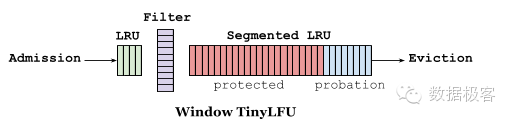 Filter
LRU
Segmented LRU
Admission
Eviction
protected
probation
Window TinyLFU
数据极客